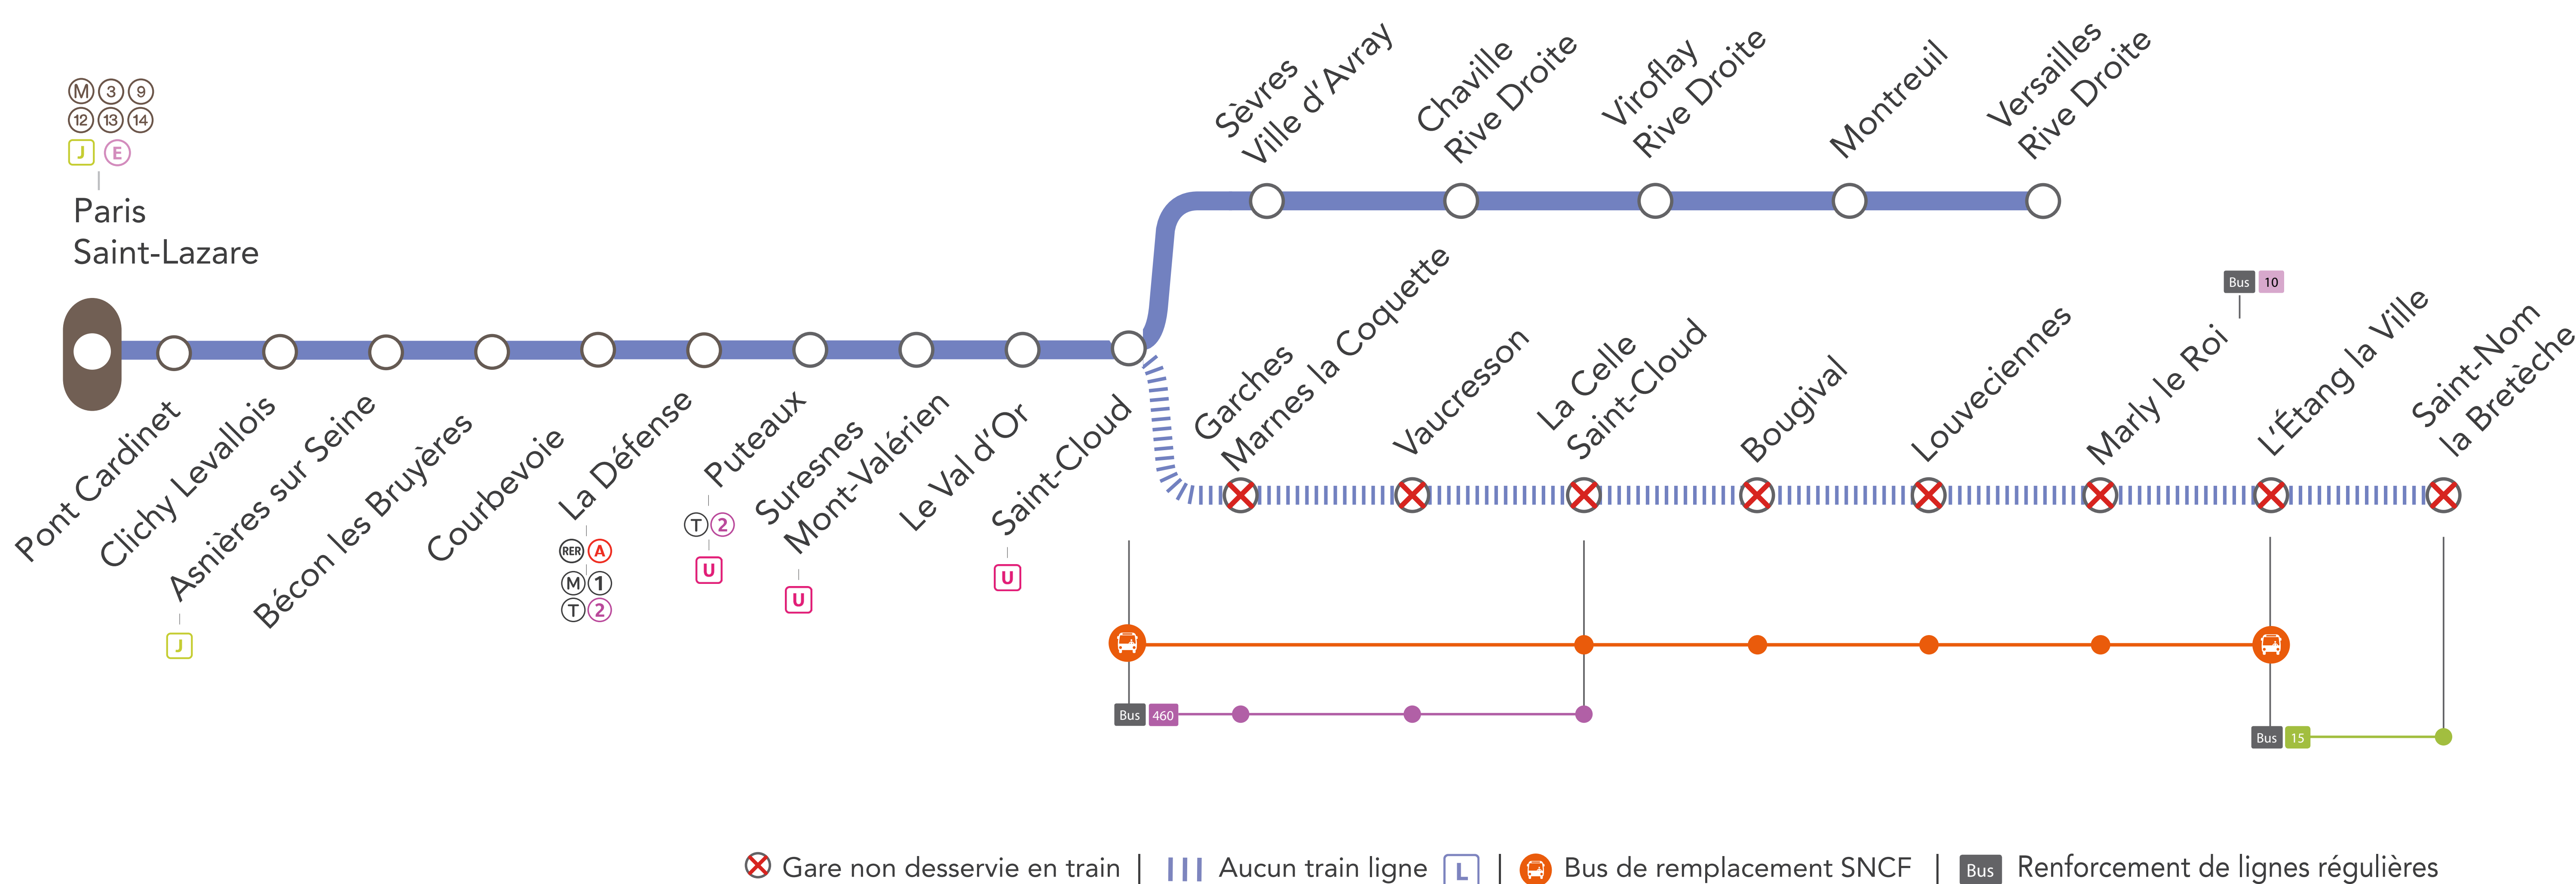 M 3 9
12 13 14
J E
Paris
Saint-Lazare
Pont Cardinet
Clichy Levallois
Asnières sur Seine
J
Bécon les Bruyères
Courbevoie
La Défense
RER A
M 1
T 2
Puteaux
T 2
U
Suresnes
Mont-Valérien
U
Le Val d'Or
Saint-Cloud
U
Sèvres
Ville d'Avray
Chaville
Rive Droite
Viroflay
Rive Droite
Montreuil
Versailles
Rive Droite
Garches
Marnes la Coquette
Vaucresson
La Celle
Saint-Cloud
Bougival
Louveciennes
Bus 10
Marly le Roi
L'Étang la Ville
Saint-Nom
la Bretèche
Bus 460
Bus 15
Gare non desservie en train | Aucun train ligne L | Bus de remplacement SNCF | Bus Renforcement de lignes régulières